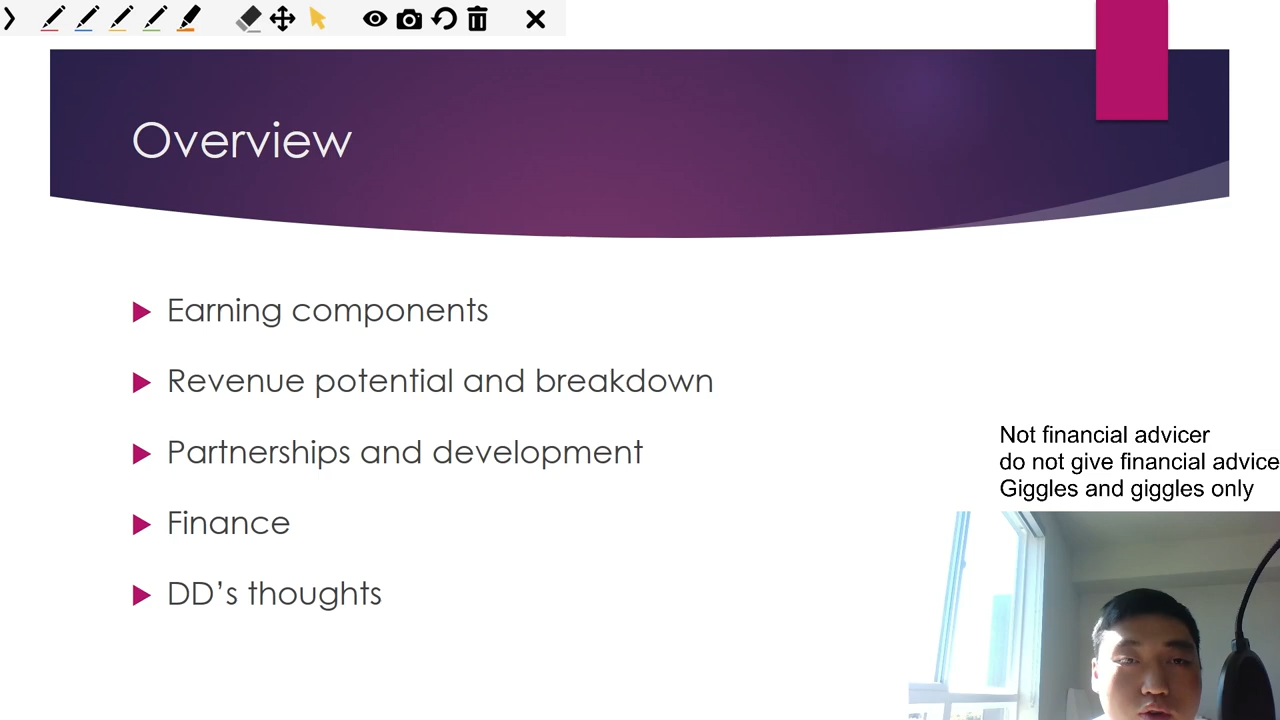 Overview
Earning components
Revenue potential and breakdown
Partnerships and development
Finance
DD’s thoughts
Not financial advicer
do not give financial advice
Giggles and giggles only